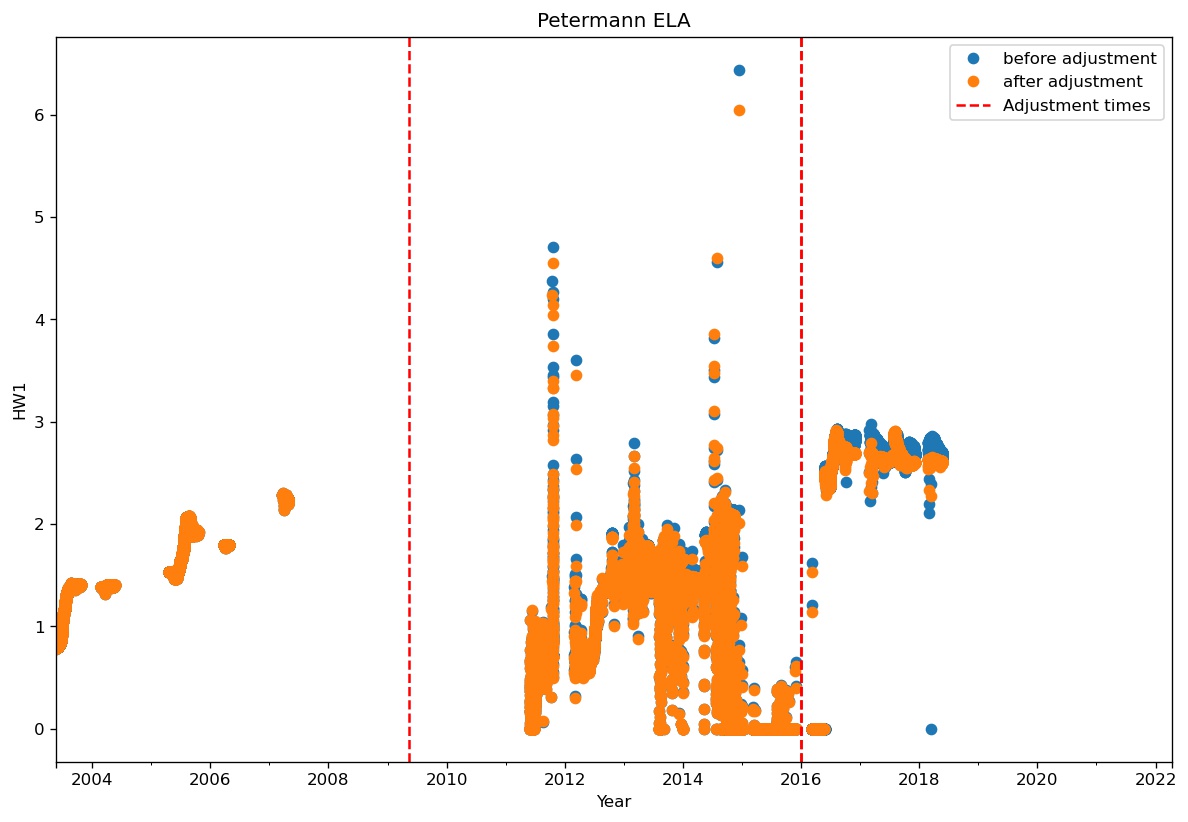 Petermann ELA
before adjustment
after adjustment
Adjustment times
HW1
6
5
4
3
2
1
0
2004 2006 2008 2010 2012 2014 2016 2018 2020 2022
Year